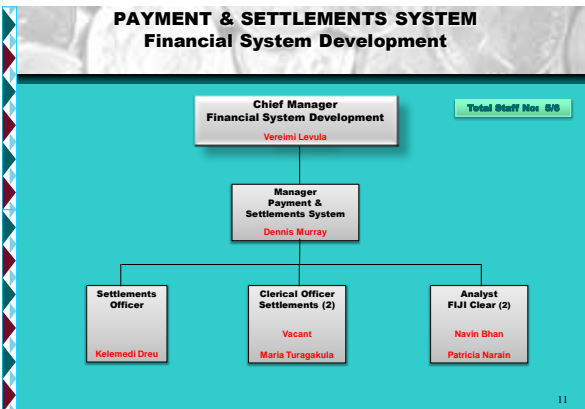 PAYMENT & SETTLEMENTS SYSTEM
Financial System Development
Chief Manager
Financial System Development
Vereimi Levula
Total Staff No: 5/6
Manager
Payment &
Settlements System
Dennis Murray
Settlements
Officer
Kelemedi Dreu
Clerical Officer
Settlements (2)
Vacant
Maria Turagakula
Analyst
FIJI Clear (2)
Navin Bhan
Patricia Narain
11